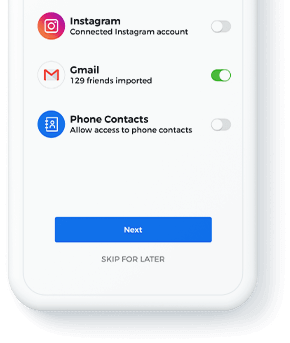 Instagram
Connected Instagram account
Gmail
129 friends imported
Phone Contacts
Allow access to phone contacts
Next
SKIP FOR LATER